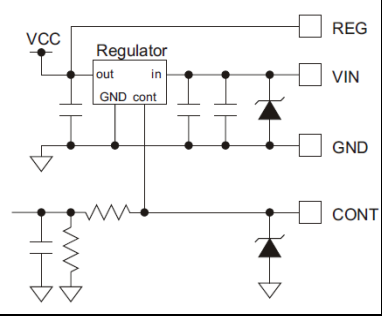 REG
VCC
Regulator
out in
VIN
GND cont
GND
CONT